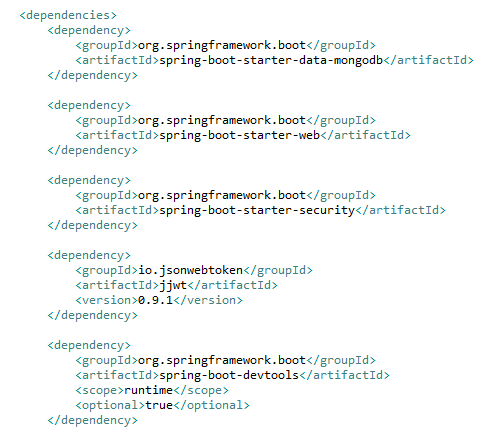 <dependencies>
<dependency>
<groupId>org.springframework.boot</groupId>
<artifactId>spring-boot-starter-data-mongodb</artifactId>
</dependency>
<dependency>
<groupId>org.springframework.boot</groupId>
<artifactId>spring-boot-starter-web</artifactId>
</dependency>
<dependency>
<groupId>org.springframework.boot</groupId>
<artifactId>spring-boot-starter-security</artifactId>
</dependency>
<dependency>
<groupId>io.jsonwebtoken</groupId>
<artifactId>jjwt</artifactId>
<version>0.9.1</version>
</dependency>
<dependency>
<groupId>org.springframework.boot</groupId>
<artifactId>spring-boot-devtools</artifactId>
<scope>runtime</scope>
<optional>true</optional>
</dependency>